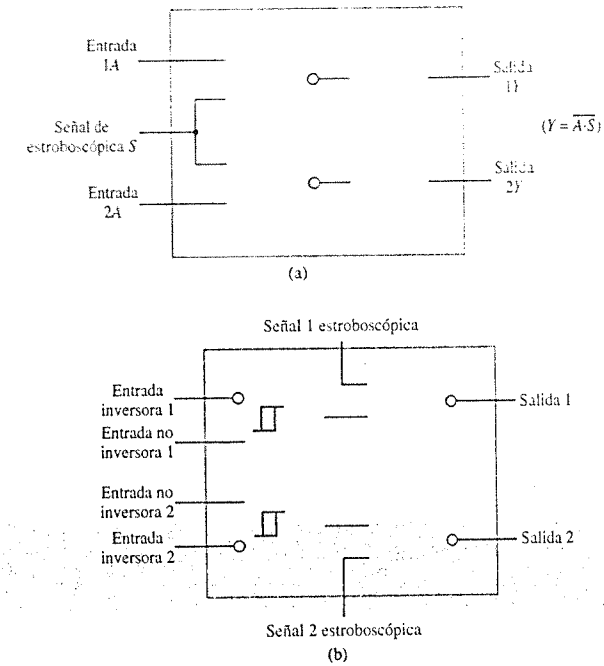 Entrada
1A
Salida
1Y
Señal de
estroboscópica S
(Y = \overline{A·S})
Entrada
2A
Salida
2Y
(a)
Señal 1 estroboscópica
Entrada
inversora 1
Salida 1
Entrada no
inversora 1
Entrada no
inversora 2
Entrada
inversora 2
Salida 2
Señal 2 estroboscópica
(b)